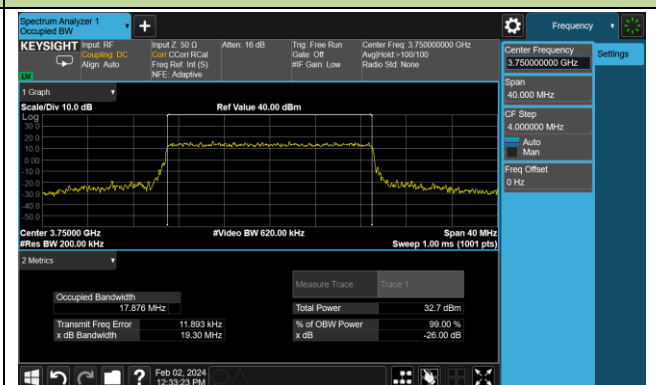 Spectrum Analyzer 1
Occupied BW
Frequency
KEYSIGHT
Input: RF
Coupling: DC
Align: Auto
Input Z: 50 Ω
Corr CCorr RCal
Freq Ref: Int (S)
NFE: Adaptive
Atten: 16 dB
Trig: Free Run
Gate: Off
#IF Gain: Low
Center Freq: 3.750000000 GHz
Avg|Hold:>100/100
Radio Std: None
LXI
Center Frequency
3.750000000 GHz
Settings
Span
40.000 MHz
CF Step
4.000000 MHz
Auto
Man
Freq Offset
0 Hz
1 Graph
Scale/Div 10.0 dB
Ref Value 40.00 dBm
Log
30.0
20.0
10.0
0.00
-10.0
-20.0
-30.0
-40.0
-50.0
Center 3.75000 GHz
#Video BW 620.00 kHz
Span 40 MHz
#Res BW 200.00 kHz
Sweep 1.00 ms (1001 pts)
2 Metrics
Measure Trace
Trace 1
Occupied Bandwidth
17.876 MHz
Total Power
32.7 dBm
Transmit Freq Error
11.893 kHz
% of OBW Power
99.00 %
x dB Bandwidth
19.30 MHz
x dB
-26.00 dB
?
Feb 02, 2024
12:33:23 PM